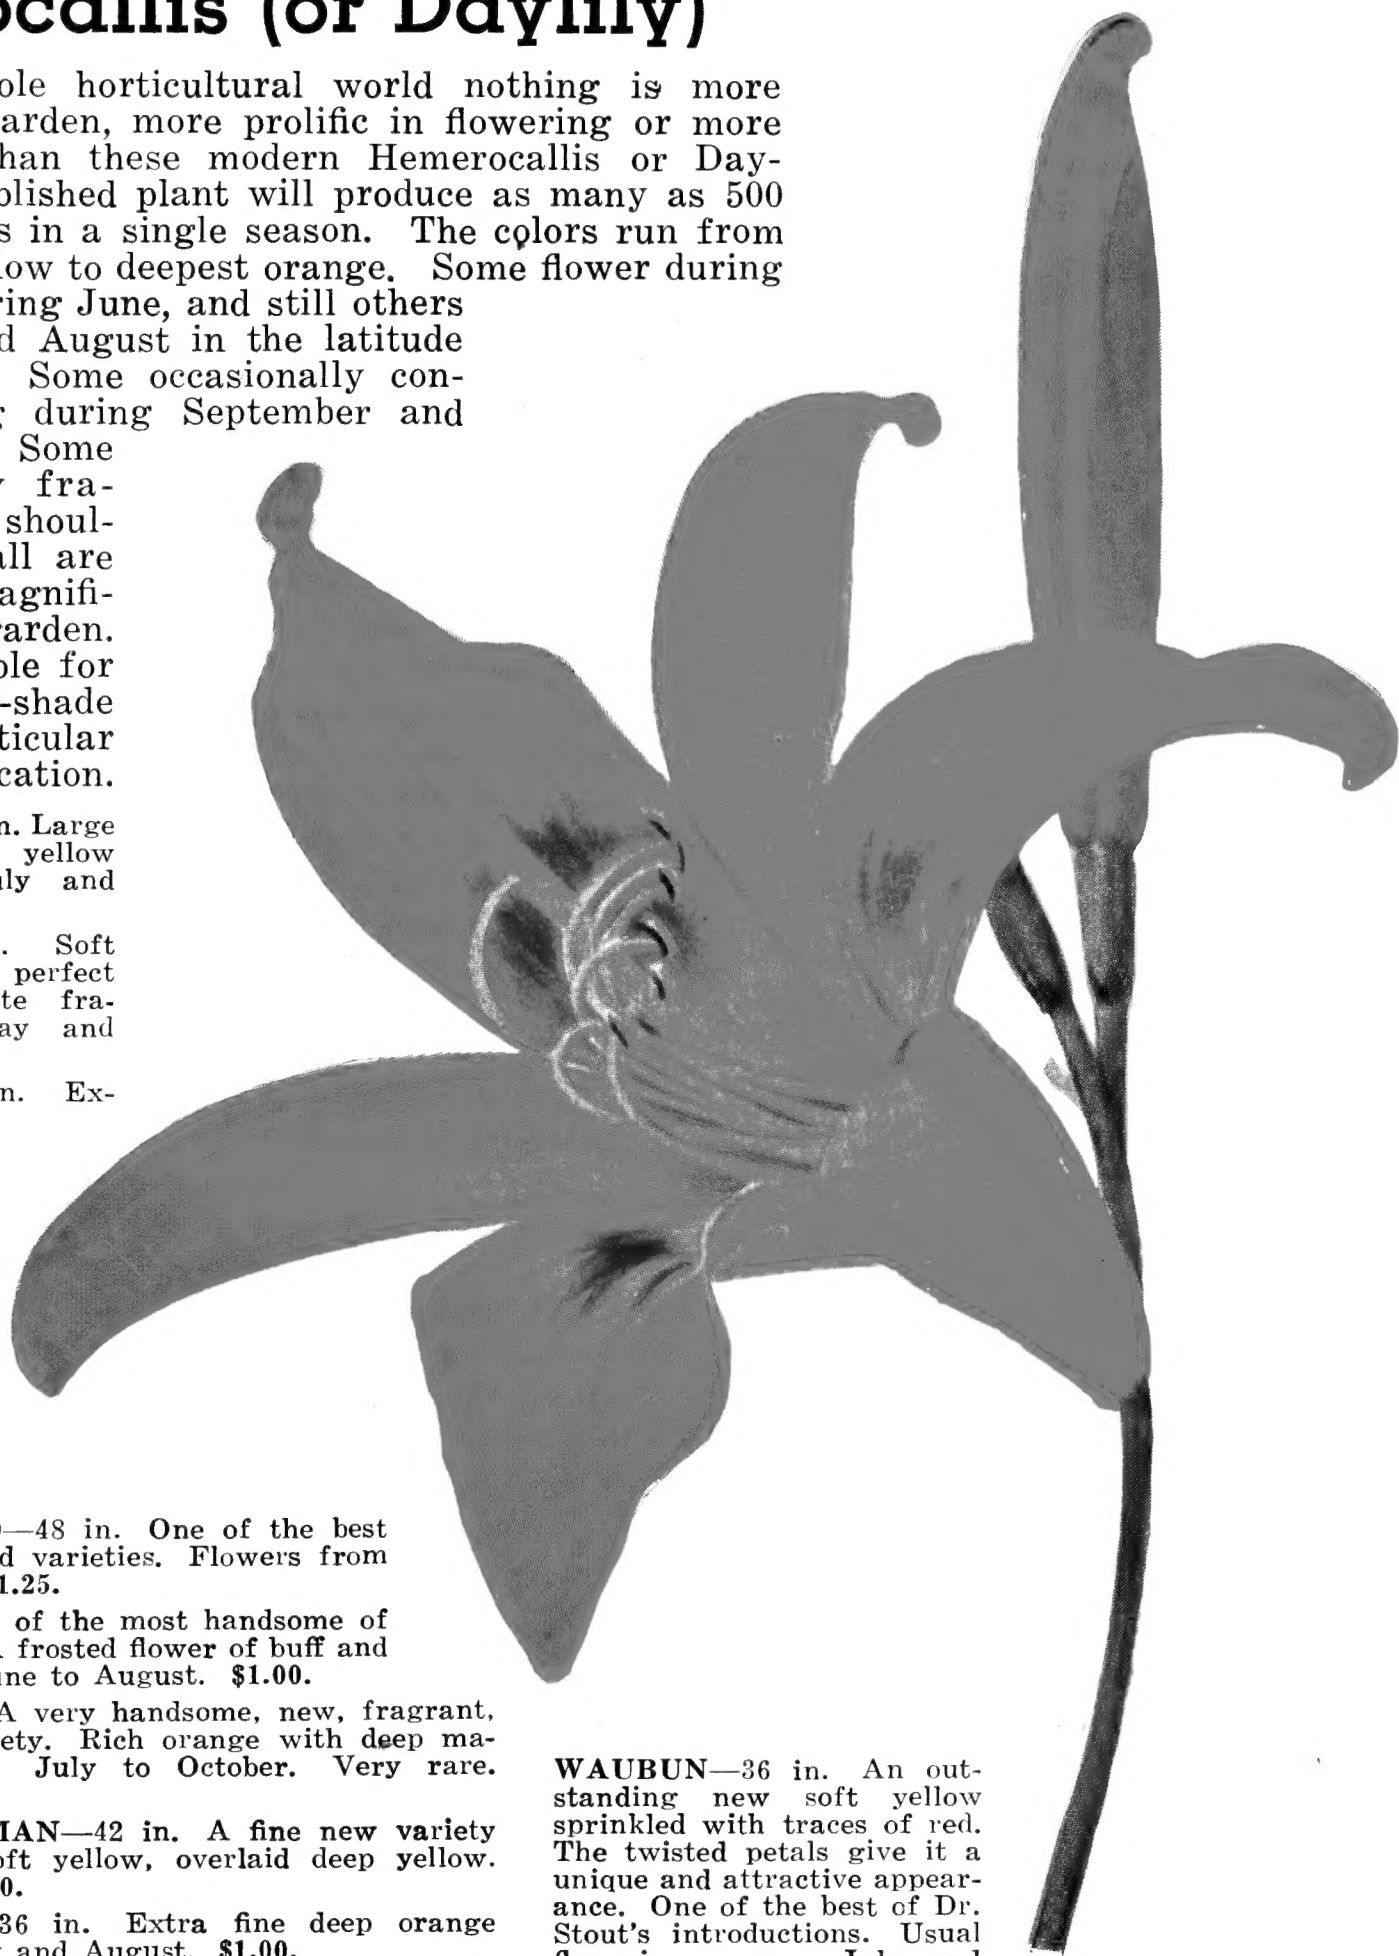 ocallis (or Daylily)
ole horticultural world nothing is more
arden, more prolific in flowering or more
han these modern Hemerocallis or Day-
blished plant will produce as many as 500
s in a single season. The colors run from
low to deepest orange. Some flower during
ring June, and still others
d August in the latitude
Some occasionally con-
g during September and
Some
y fra-
shoul-
all are
agnifi-
arden.
ble for
-shade
ticular
cation.
n. Large
yellow
uly and
. Soft
perfect
te fra-
ay and
n. Ex-
—48 in. One of the best
d varieties. Flowers from
1.25.
of the most handsome of
frosted flower of buff and
une to August. $1.00.
A very handsome, new, fragrant,
ety. Rich orange with deep ma-
July to October. Very rare.
IAN—42 in. A fine new variety
oft yellow, overlaid deep yellow.
0.
36 in. Extra fine deep orange
and August. $1.00.
WAUBUN—36 in. An out-
standing new soft yellow
sprinkled with traces of red.
The twisted petals give it a
unique and attractive appear-
ance. One of the best of Dr.
Stout's introductions. Usual